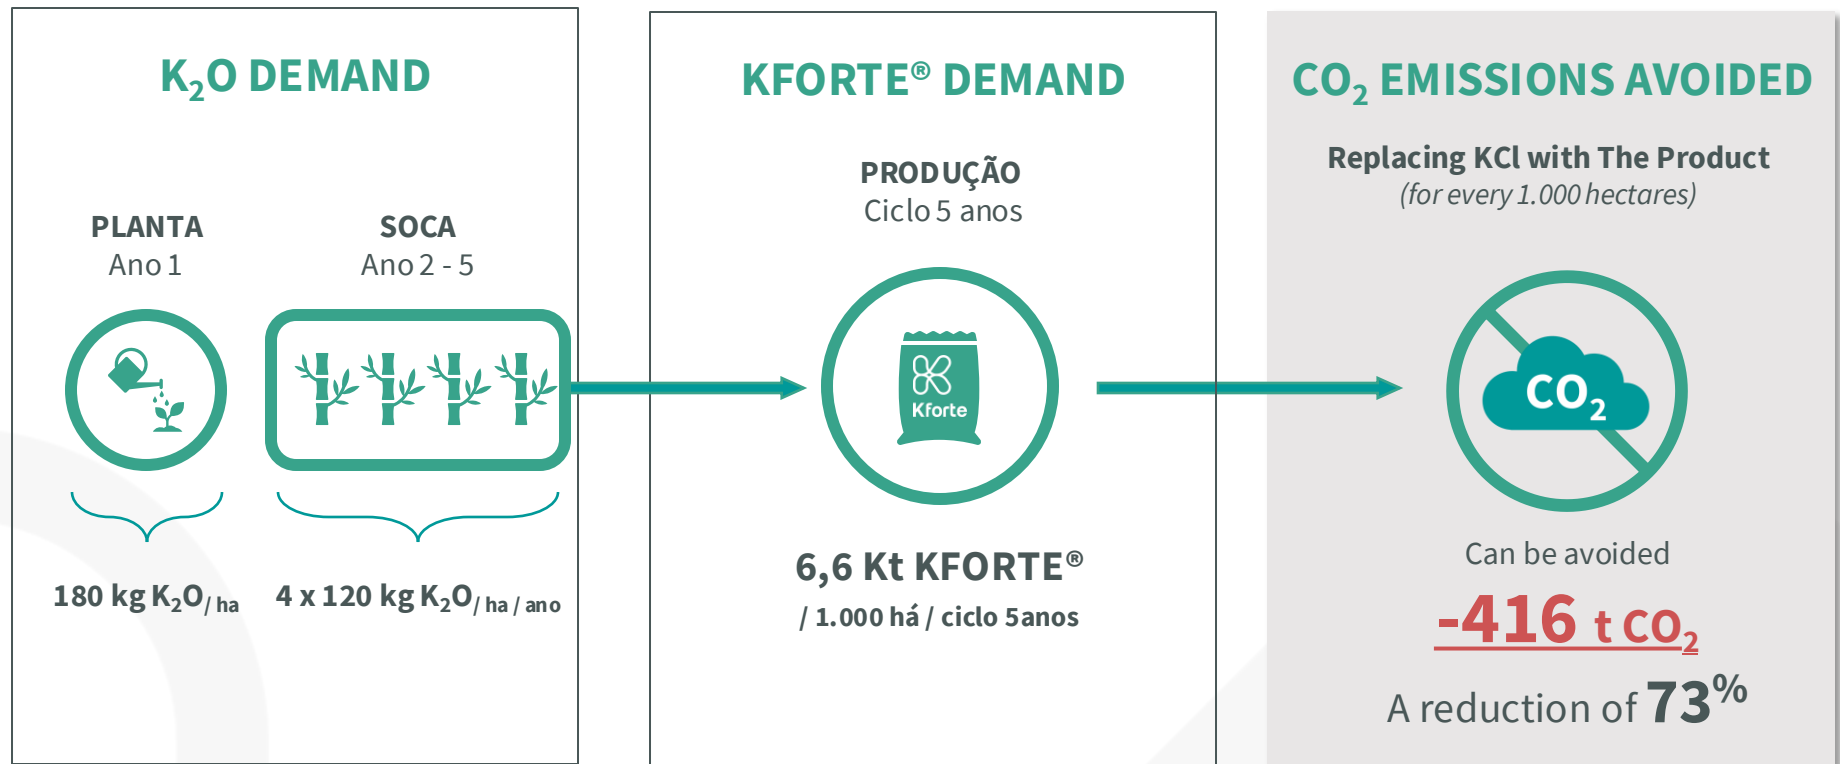 K₂O DEMAND
PLANTA
Ano 1
SOCA
Ano 2 - 5
180 kg K₂O/ ha
4 x 120 kg K₂O/ ha / ano
KFORTE® DEMAND
PRODUÇÃO
Ciclo 5 anos
Kforte
6,6 Kt KFORTE®
/ 1.000 há / ciclo 5anos
CO₂ EMISSIONS AVOIDED
Replacing KCl with The Product
(for every 1.000 hectares)
CO₂
Can be avoided
-416 t CO₂
A reduction of 73%